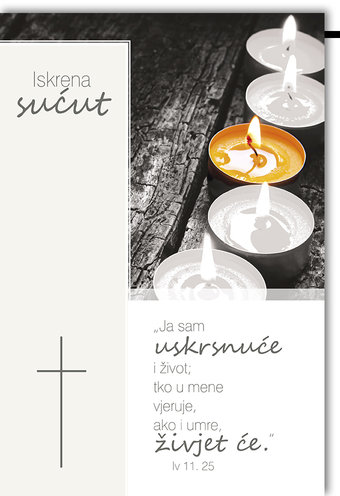 Iskrena
sućut
„Ja sam
uskrsnuće
i život;
tko u mene
vjeruje,
ako i umre,
živjet će.“
Iv 11. 25